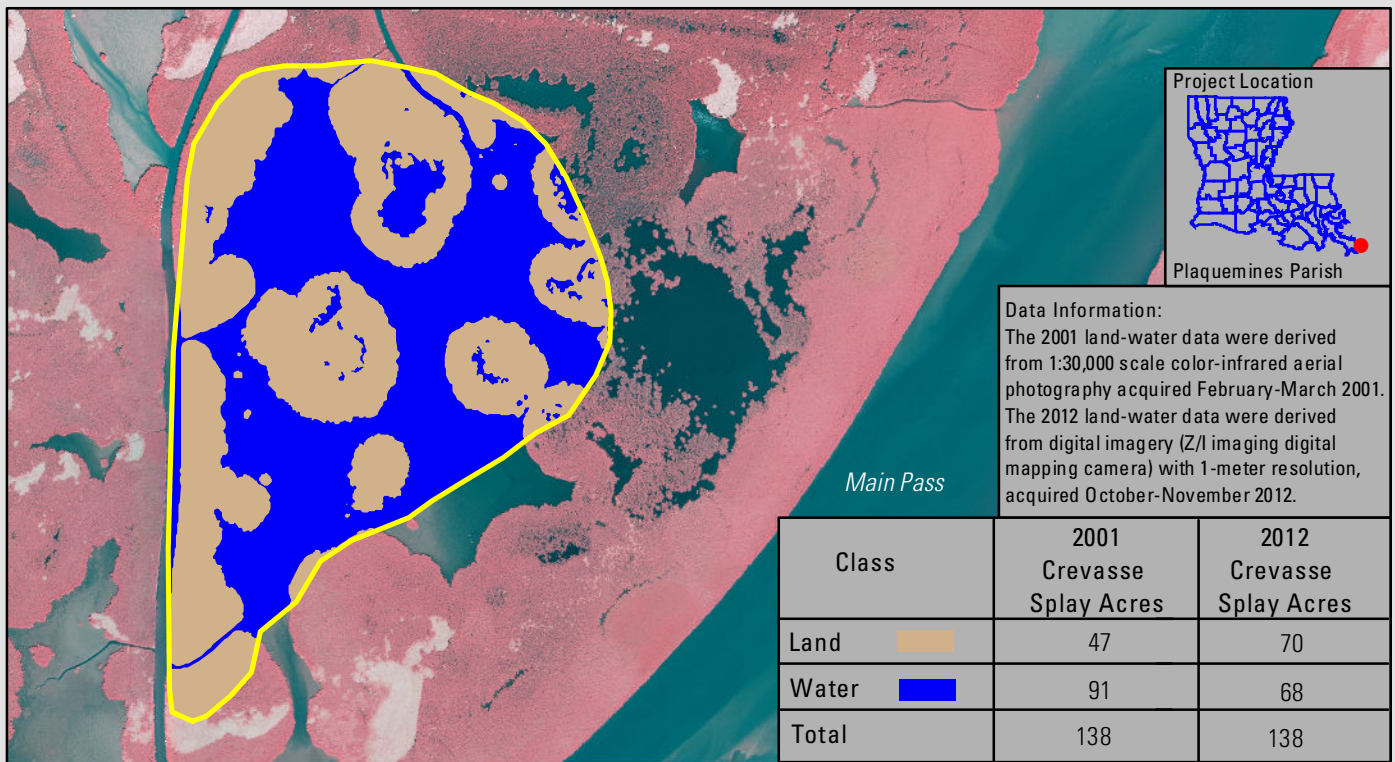 Project Location
Plaquemines Parish
Data Information:
The 2001 land-water data were derived
from 1:30,000 scale color-infrared aerial
photography acquired February-March 2001.
The 2012 land-water data were derived
from digital imagery (Z/I imaging digital
mapping camera) with 1-meter resolution,
acquired October-November 2012.
Main Pass
Class 2001 Crevasse Splay Acres 2012 Crevasse Splay Acres
Land 47 70
Water 91 68
Total 138 138